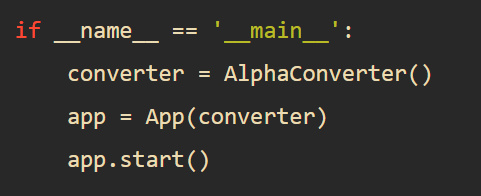 if __name__ == '__main__':
    converter = AlphaConverter()
    app = App(converter)
    app.start()